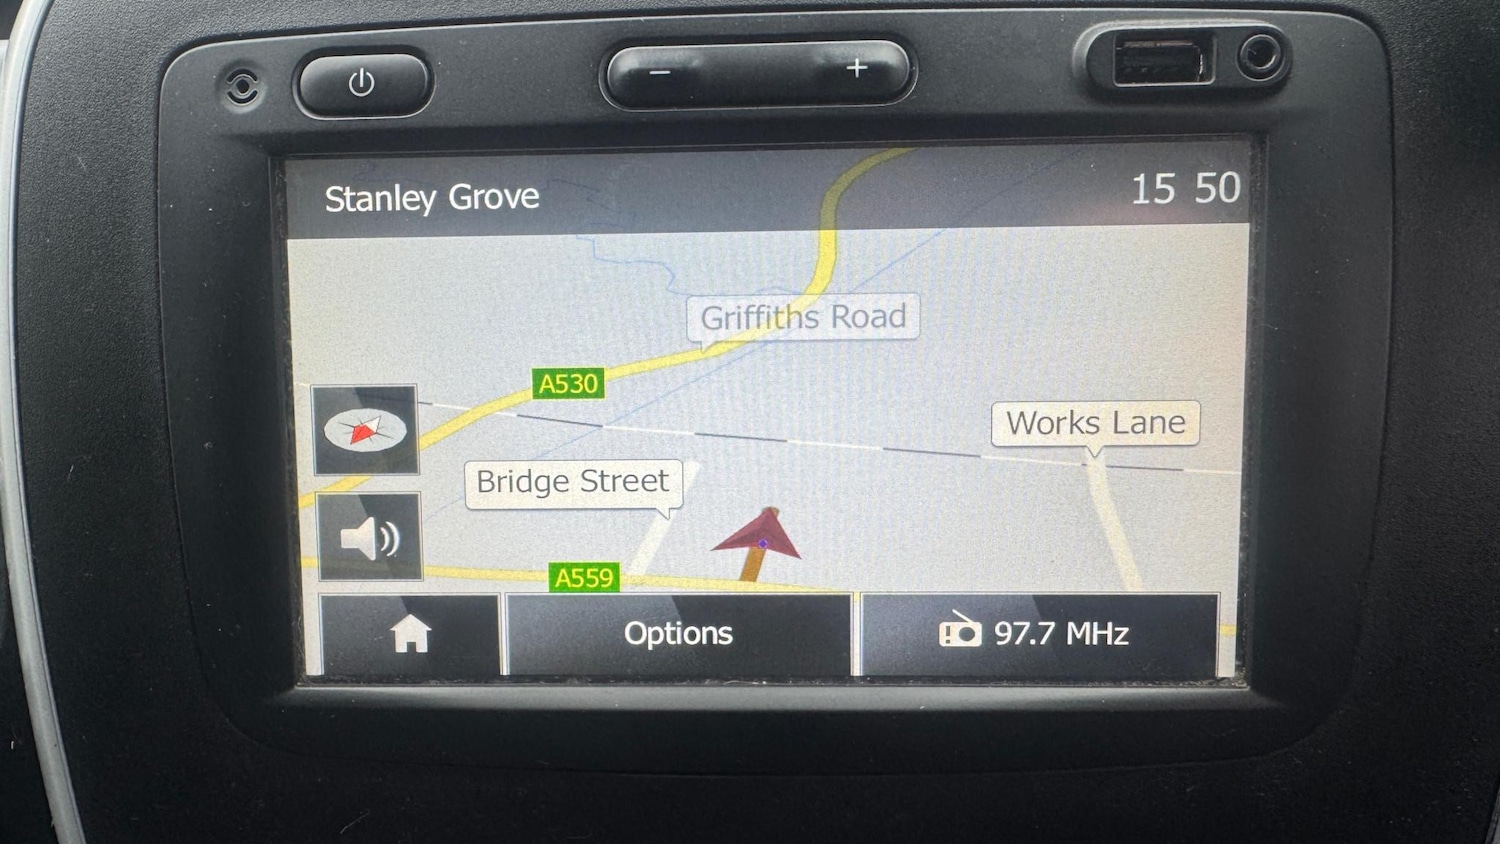 Stanley Grove
15 50
Griffiths Road
A530
Works Lane
Bridge Street
A559
Options
97.7 MHz